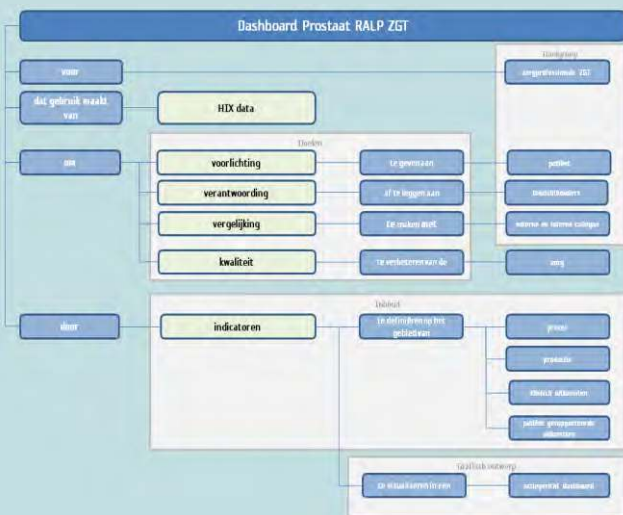 Dashboard Prostaat RALP ZGT
Doelgroep
voor
zorgprofessionals ZGT
dat gebruik maakt
van
HIX data
om
Doelen
voorlichting
te geven aan
patiënt
verantwoording
af te leggen aan
toezichthouders
vergelijking
te maken met
externe en interne collega's
kwaliteit
te verbeteren van de
zorg
Inhoud
door
indicatoren
te definiëren op het
gebied van
proces
productie
klinische uitkomsten
patiënt gerapporteerde
uitkomsten
Grafisch ontwerp
te visualiseren in een
dashboard